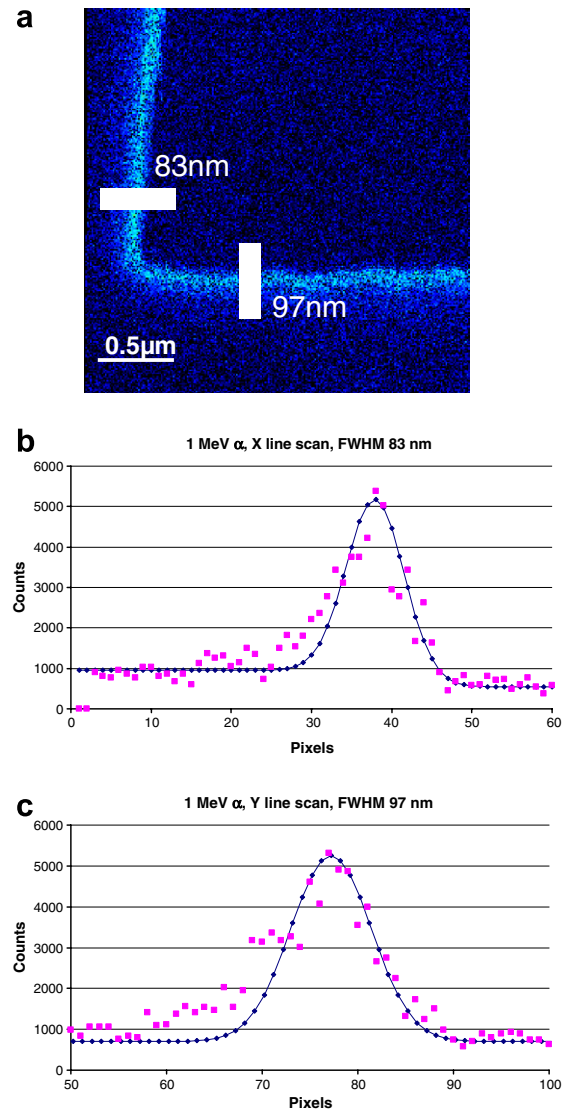 a
83nm
97nm
0.5µm
b
1 MeV α, X line scan, FWHM 83 nm
6000
5000
4000
3000
2000
1000
0
Counts
0 10 20 30 40 50 60
Pixels
c
1 MeV α, Y line scan, FWHM 97 nm
6000
5000
4000
3000
2000
1000
0
Counts
50 60 70 80 90 100
Pixels